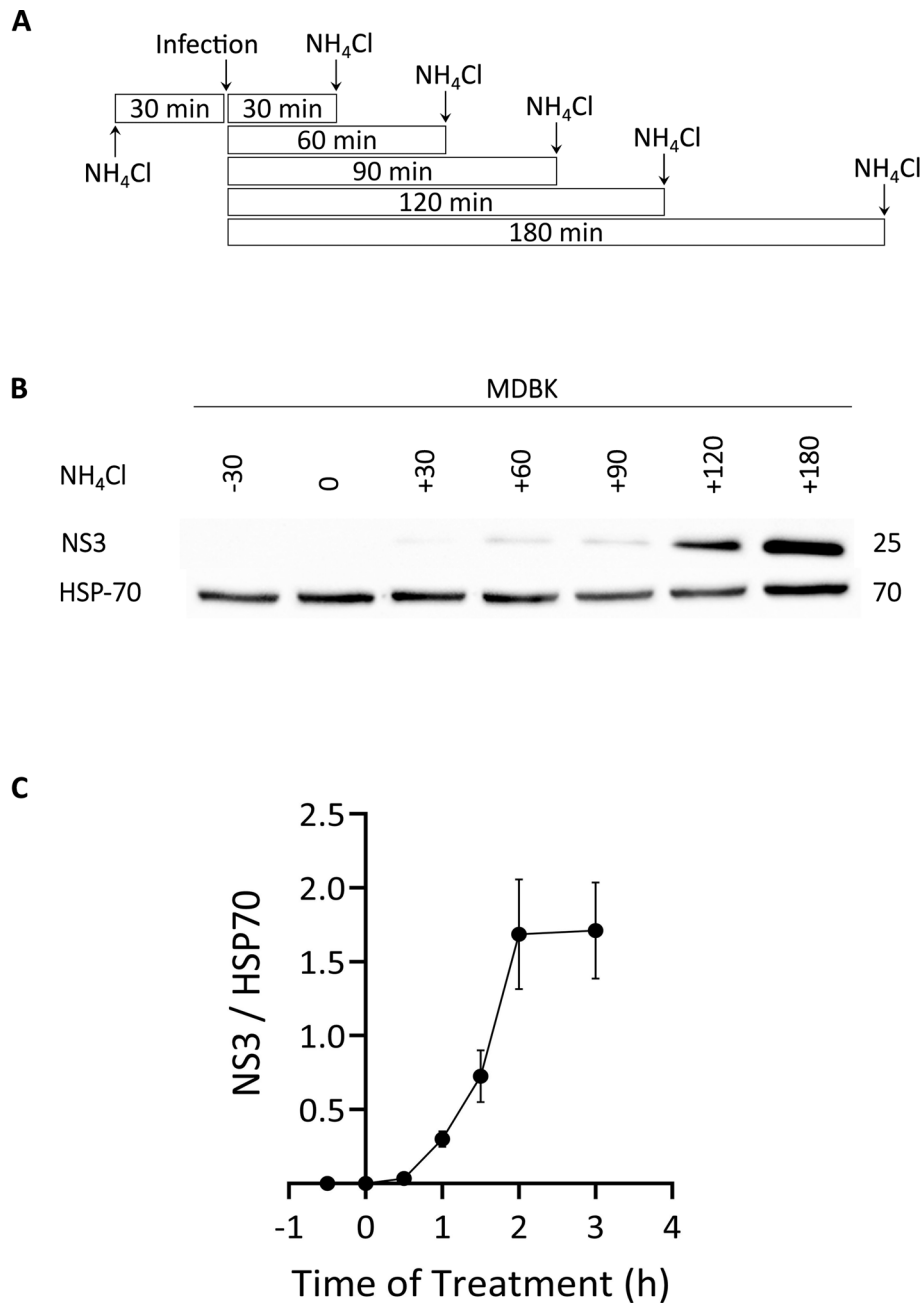 A
Infection NH₄Cl
NH₄Cl
30 min 30 min NH₄Cl
60 min NH₄Cl
NH₄Cl 90 min NH₄Cl
120 min
180 min
B
MDBK
NH₄Cl -30 0 +30 +60 +90 +120 +180
NS3 25
HSP-70 70
C
2.5
2.0
1.5
1.0
0.5
NS3 / HSP70
-1 0 1 2 3 4
Time of Treatment (h)